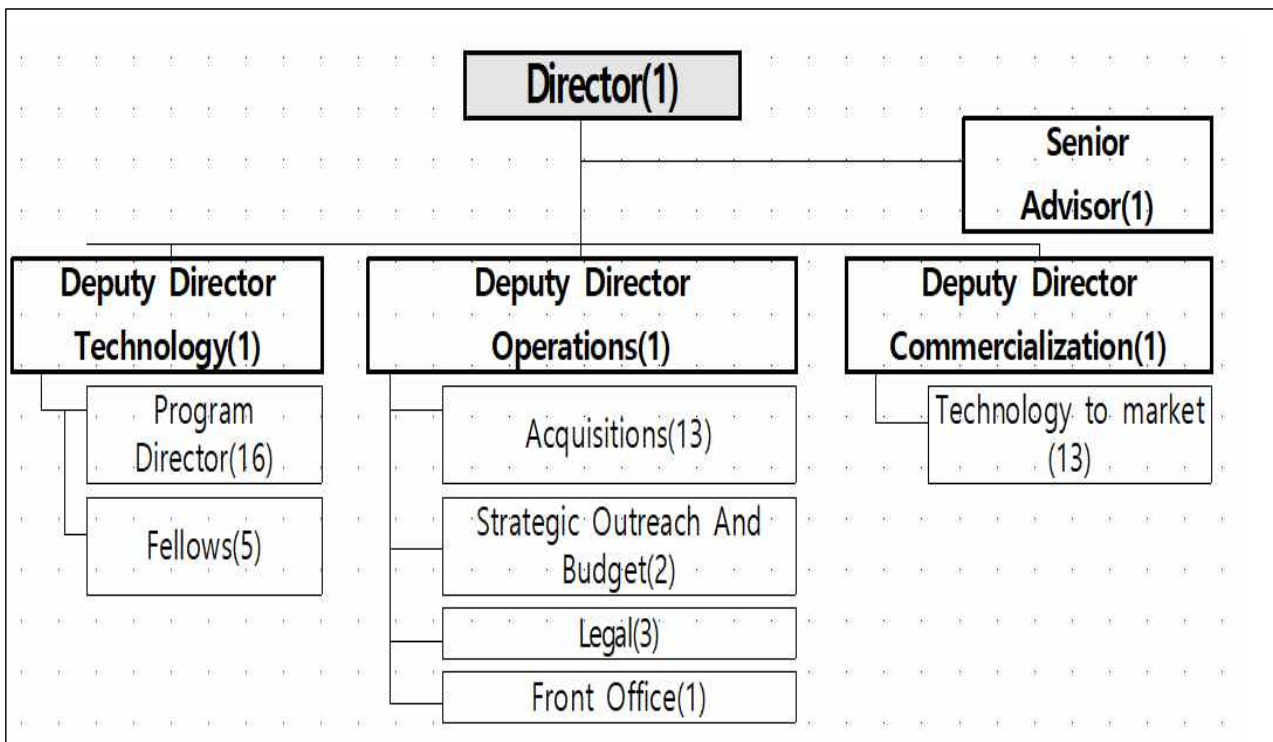 Director(1)
Senior
Advisor(1)
Deputy Director
Technology(1)
Deputy Director
Operations(1)
Deputy Director
Commercialization(1)
Program
Director(16)
Fellows(5)
Acquisitions(13)
Strategic Outreach And
Budget(2)
Legal(3)
Front Office(1)
Technology to market
(13)